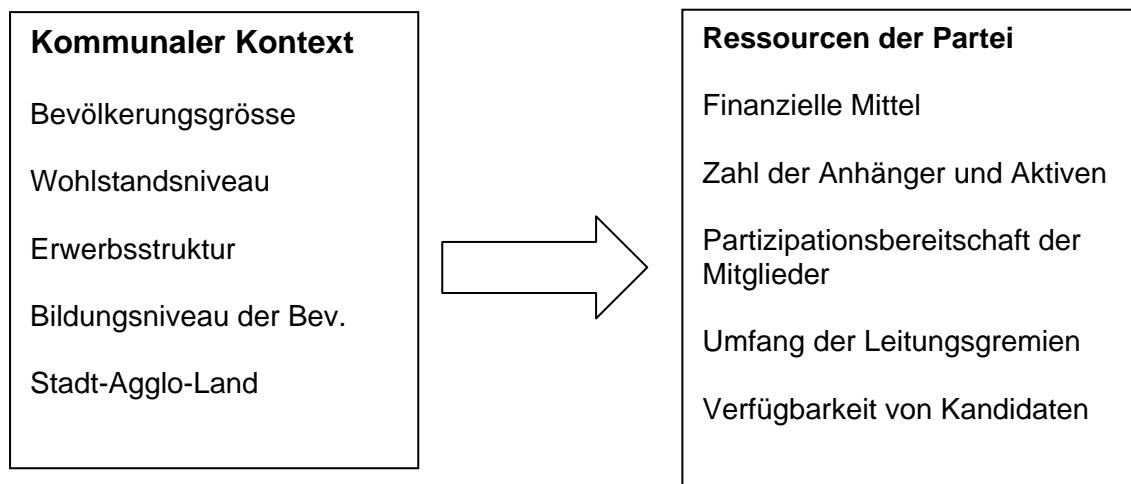 Kommunaler Kontext
Bevölkerungsgrösse
Wohlstandsniveau
Erwerbsstruktur
Bildungsniveau der Bev.
Stadt-Agglo-Land
Ressourcen der Partei
Finanzielle Mittel
Zahl der Anhänger und Aktiven
Partizipationsbereitschaft der
Mitglieder
Umfang der Leitungsgremien
Verfügbarkeit von Kandidaten